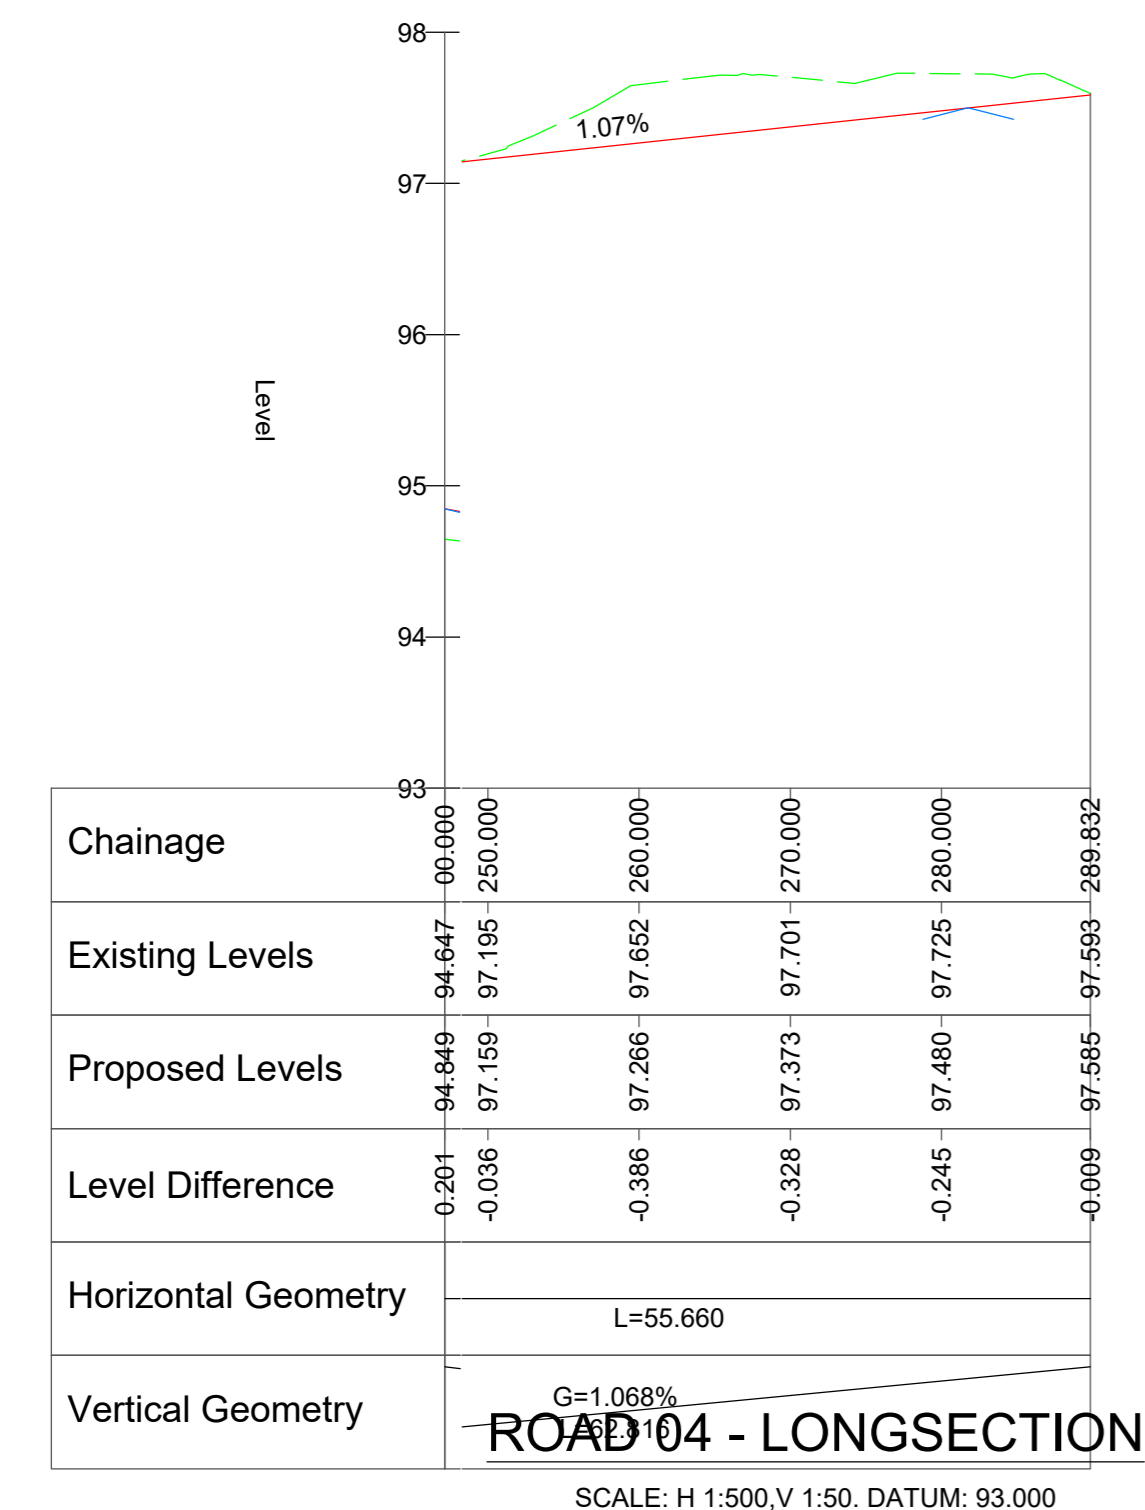 98
1.07%
97
96
Level
95
94
93
Chainage 00.000 250.000 260.000 270.000 280.000 289.832
Existing Levels 94.647 97.195 97.652 97.701 97.725 97.593
Proposed Levels 94.849 97.159 97.266 97.373 97.480 97.585
Level Difference 0.201 -0.036 -0.386 -0.328 -0.245 -0.009
Horizontal Geometry
L=55.660
Vertical Geometry
G=1.068%
L=62.816
ROAD 04 - LONGSECTION
SCALE: H 1:500,V 1:50. DATUM: 93.000